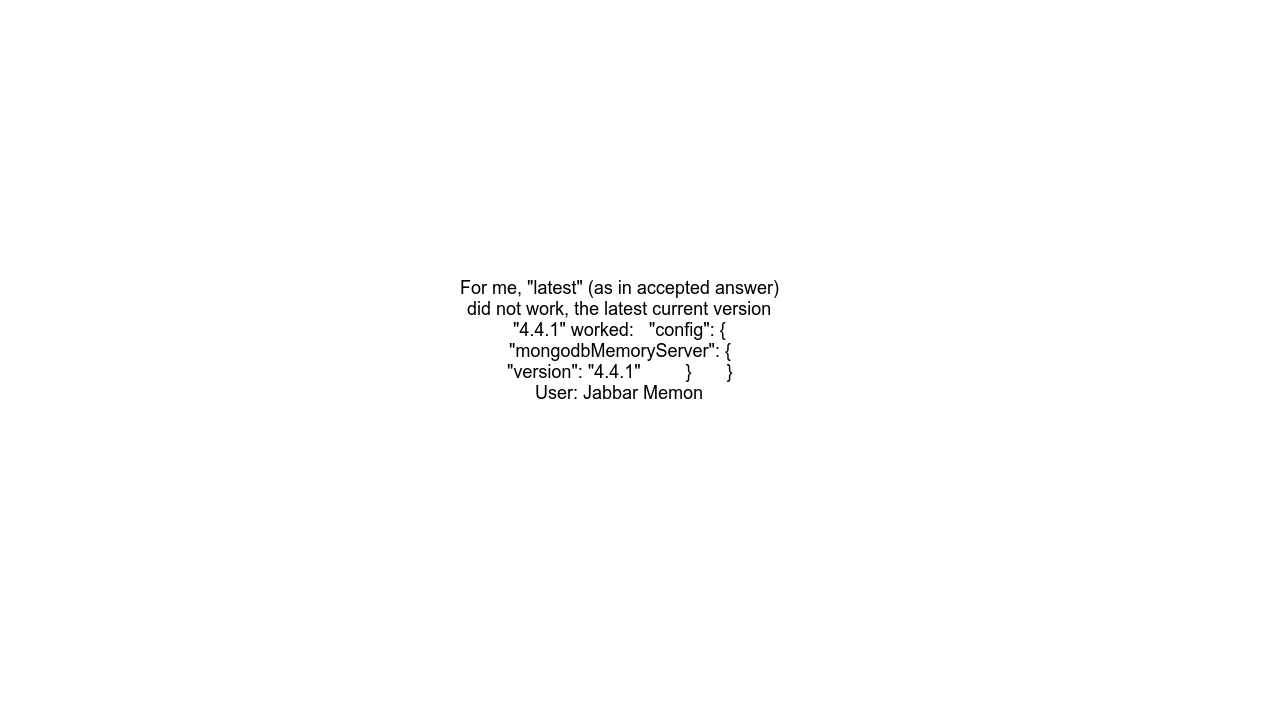 For me, "latest" (as in accepted answer)
did not work, the latest current version
"4.4.1" worked:   "config": {
"mongodbMemoryServer": {
"version": "4.4.1"         }       }
User: Jabbar Memon